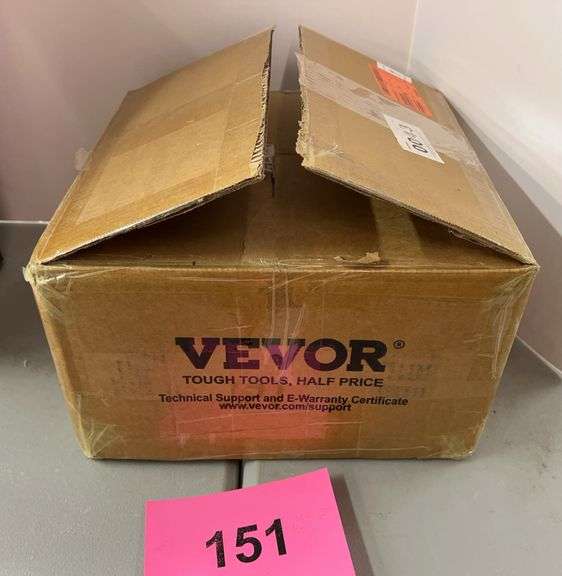 VEVOR®
TOUGH TOOLS, HALF PRICE
Technical Support and E-Warranty Certificate
www.vevor.com/support
151